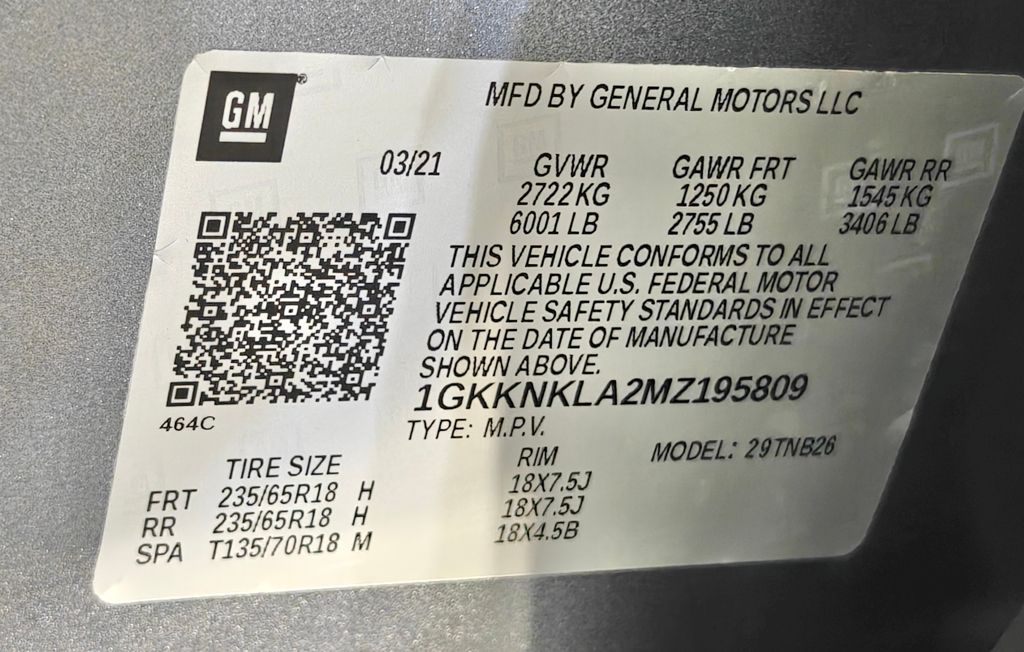 GM®
MFD BY GENERAL MOTORS LLC
03/21 GVWR GAWR FRT GAWR RR
2722 KG 1250 KG 1545 KG
6001 LB 2755 LB 3406 LB
THIS VEHICLE CONFORMS TO ALL
APPLICABLE U.S. FEDERAL MOTOR
VEHICLE SAFETY STANDARDS IN EFFECT
ON THE DATE OF MANUFACTURE
SHOWN ABOVE.
1GKKNKLA2MZ195809
464C
TYPE: M.P.V.
MODEL: 29TNB26
TIRE SIZE RIM
FRT 235/65R18 H 18X7.5J
RR 235/65R18 H 18X7.5J
SPA T135/70R18 M 18X4.5B